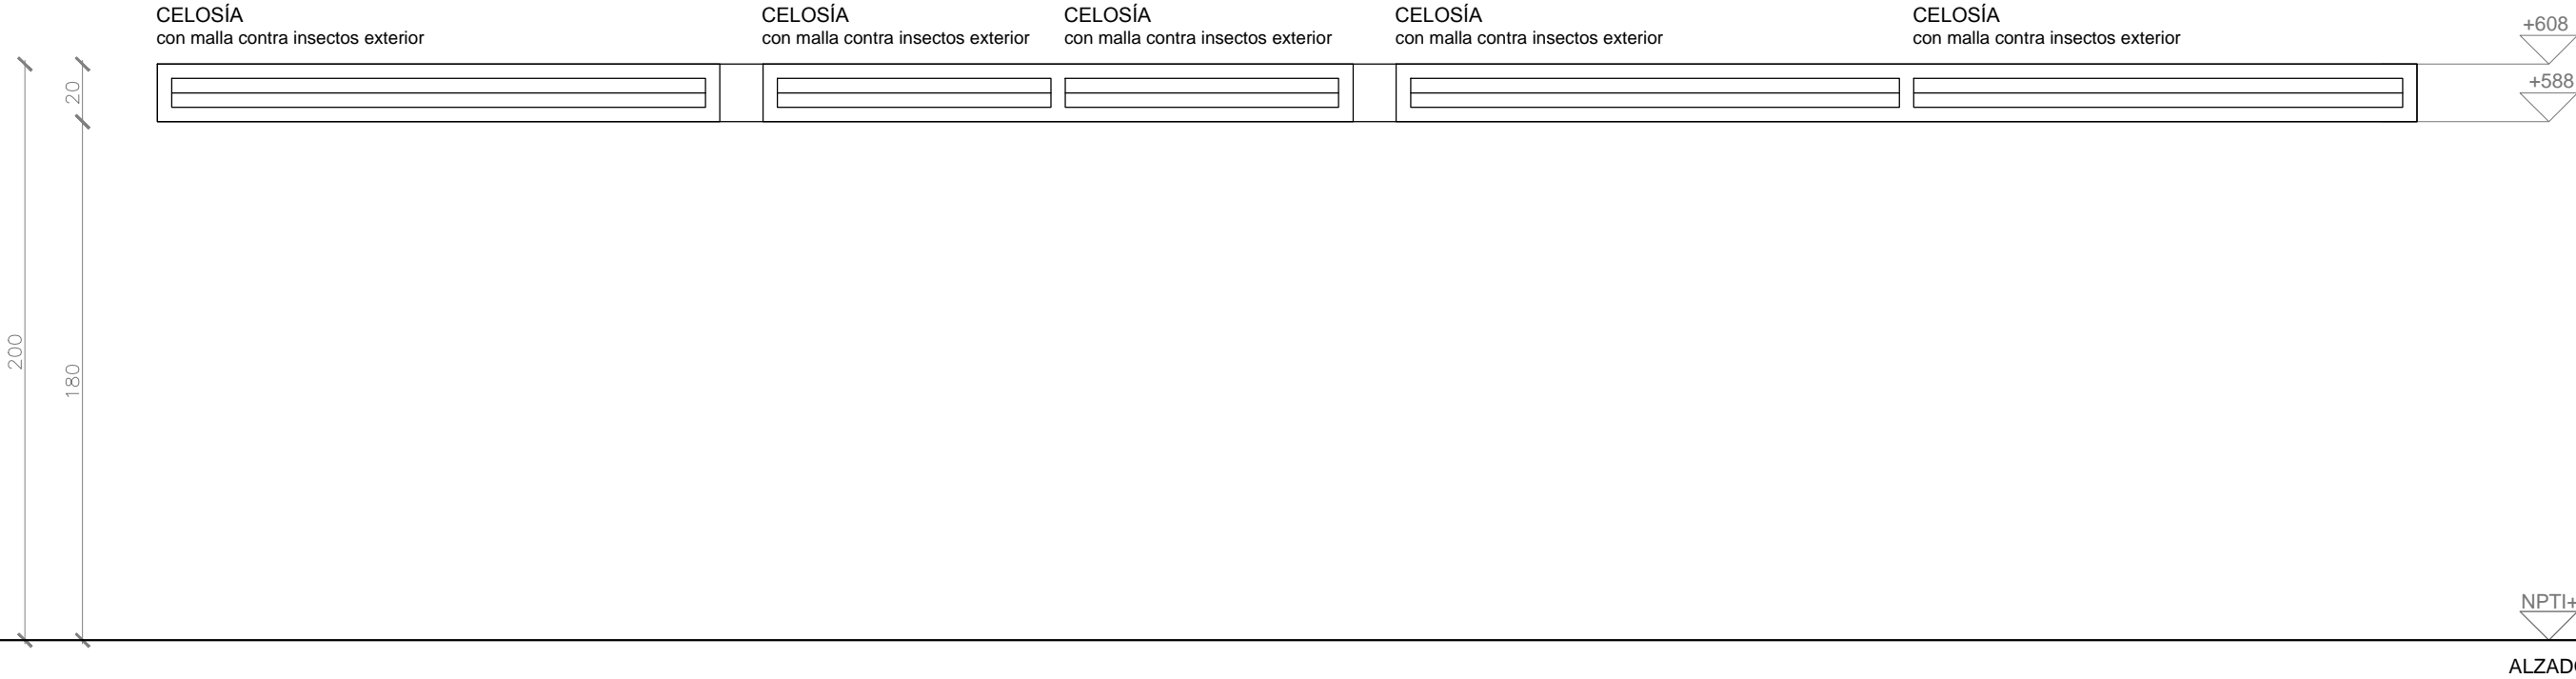 CELOSÍA
con malla contra insectos exterior
CELOSÍA
con malla contra insectos exterior
CELOSÍA
con malla contra insectos exterior
CELOSÍA
con malla contra insectos exterior
CELOSÍA
con malla contra insectos exterior
+608
+588
20
200
180
NPTI+
ALZADO